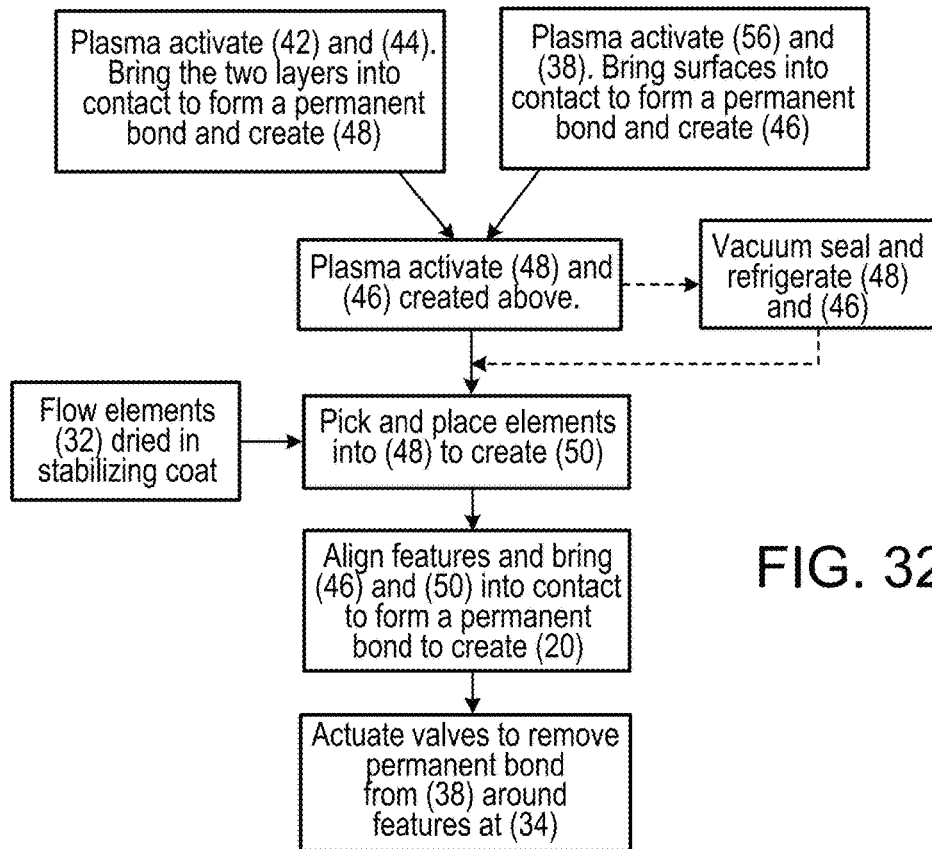 Plasma activate (42) and (44).
Bring the two layers into
contact to form a permanent
bond and create (48)
Plasma activate (56) and
(38). Bring surfaces into
contact to form a permanent
bond and create (46)
Plasma activate (48) and
(46) created above.
Vacuum seal and
refrigerate (48)
and (46)
Flow elements
(32) dried in
stabilizing coat
Pick and place elements
into (48) to create (50)
Align features and bring
(46) and (50) into contact
to form a permanent
bond to create (20)
FIG. 32
Actuate valves to remove
permanent bond
from (38) around
features at (34)